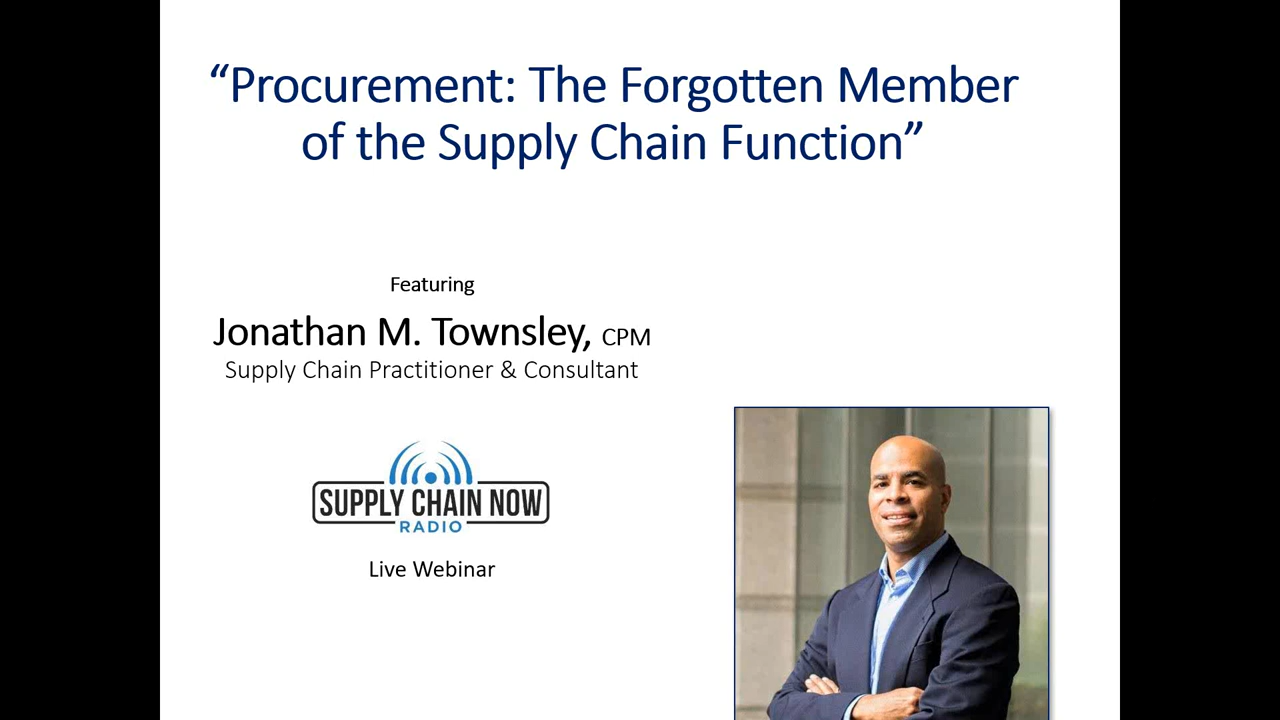 “Procurement: The Forgotten Member
of the Supply Chain Function”
Featuring
Jonathan M. Townsley, CPM
Supply Chain Practitioner & Consultant
SUPPLY CHAIN NOW
RADIO
Live Webinar